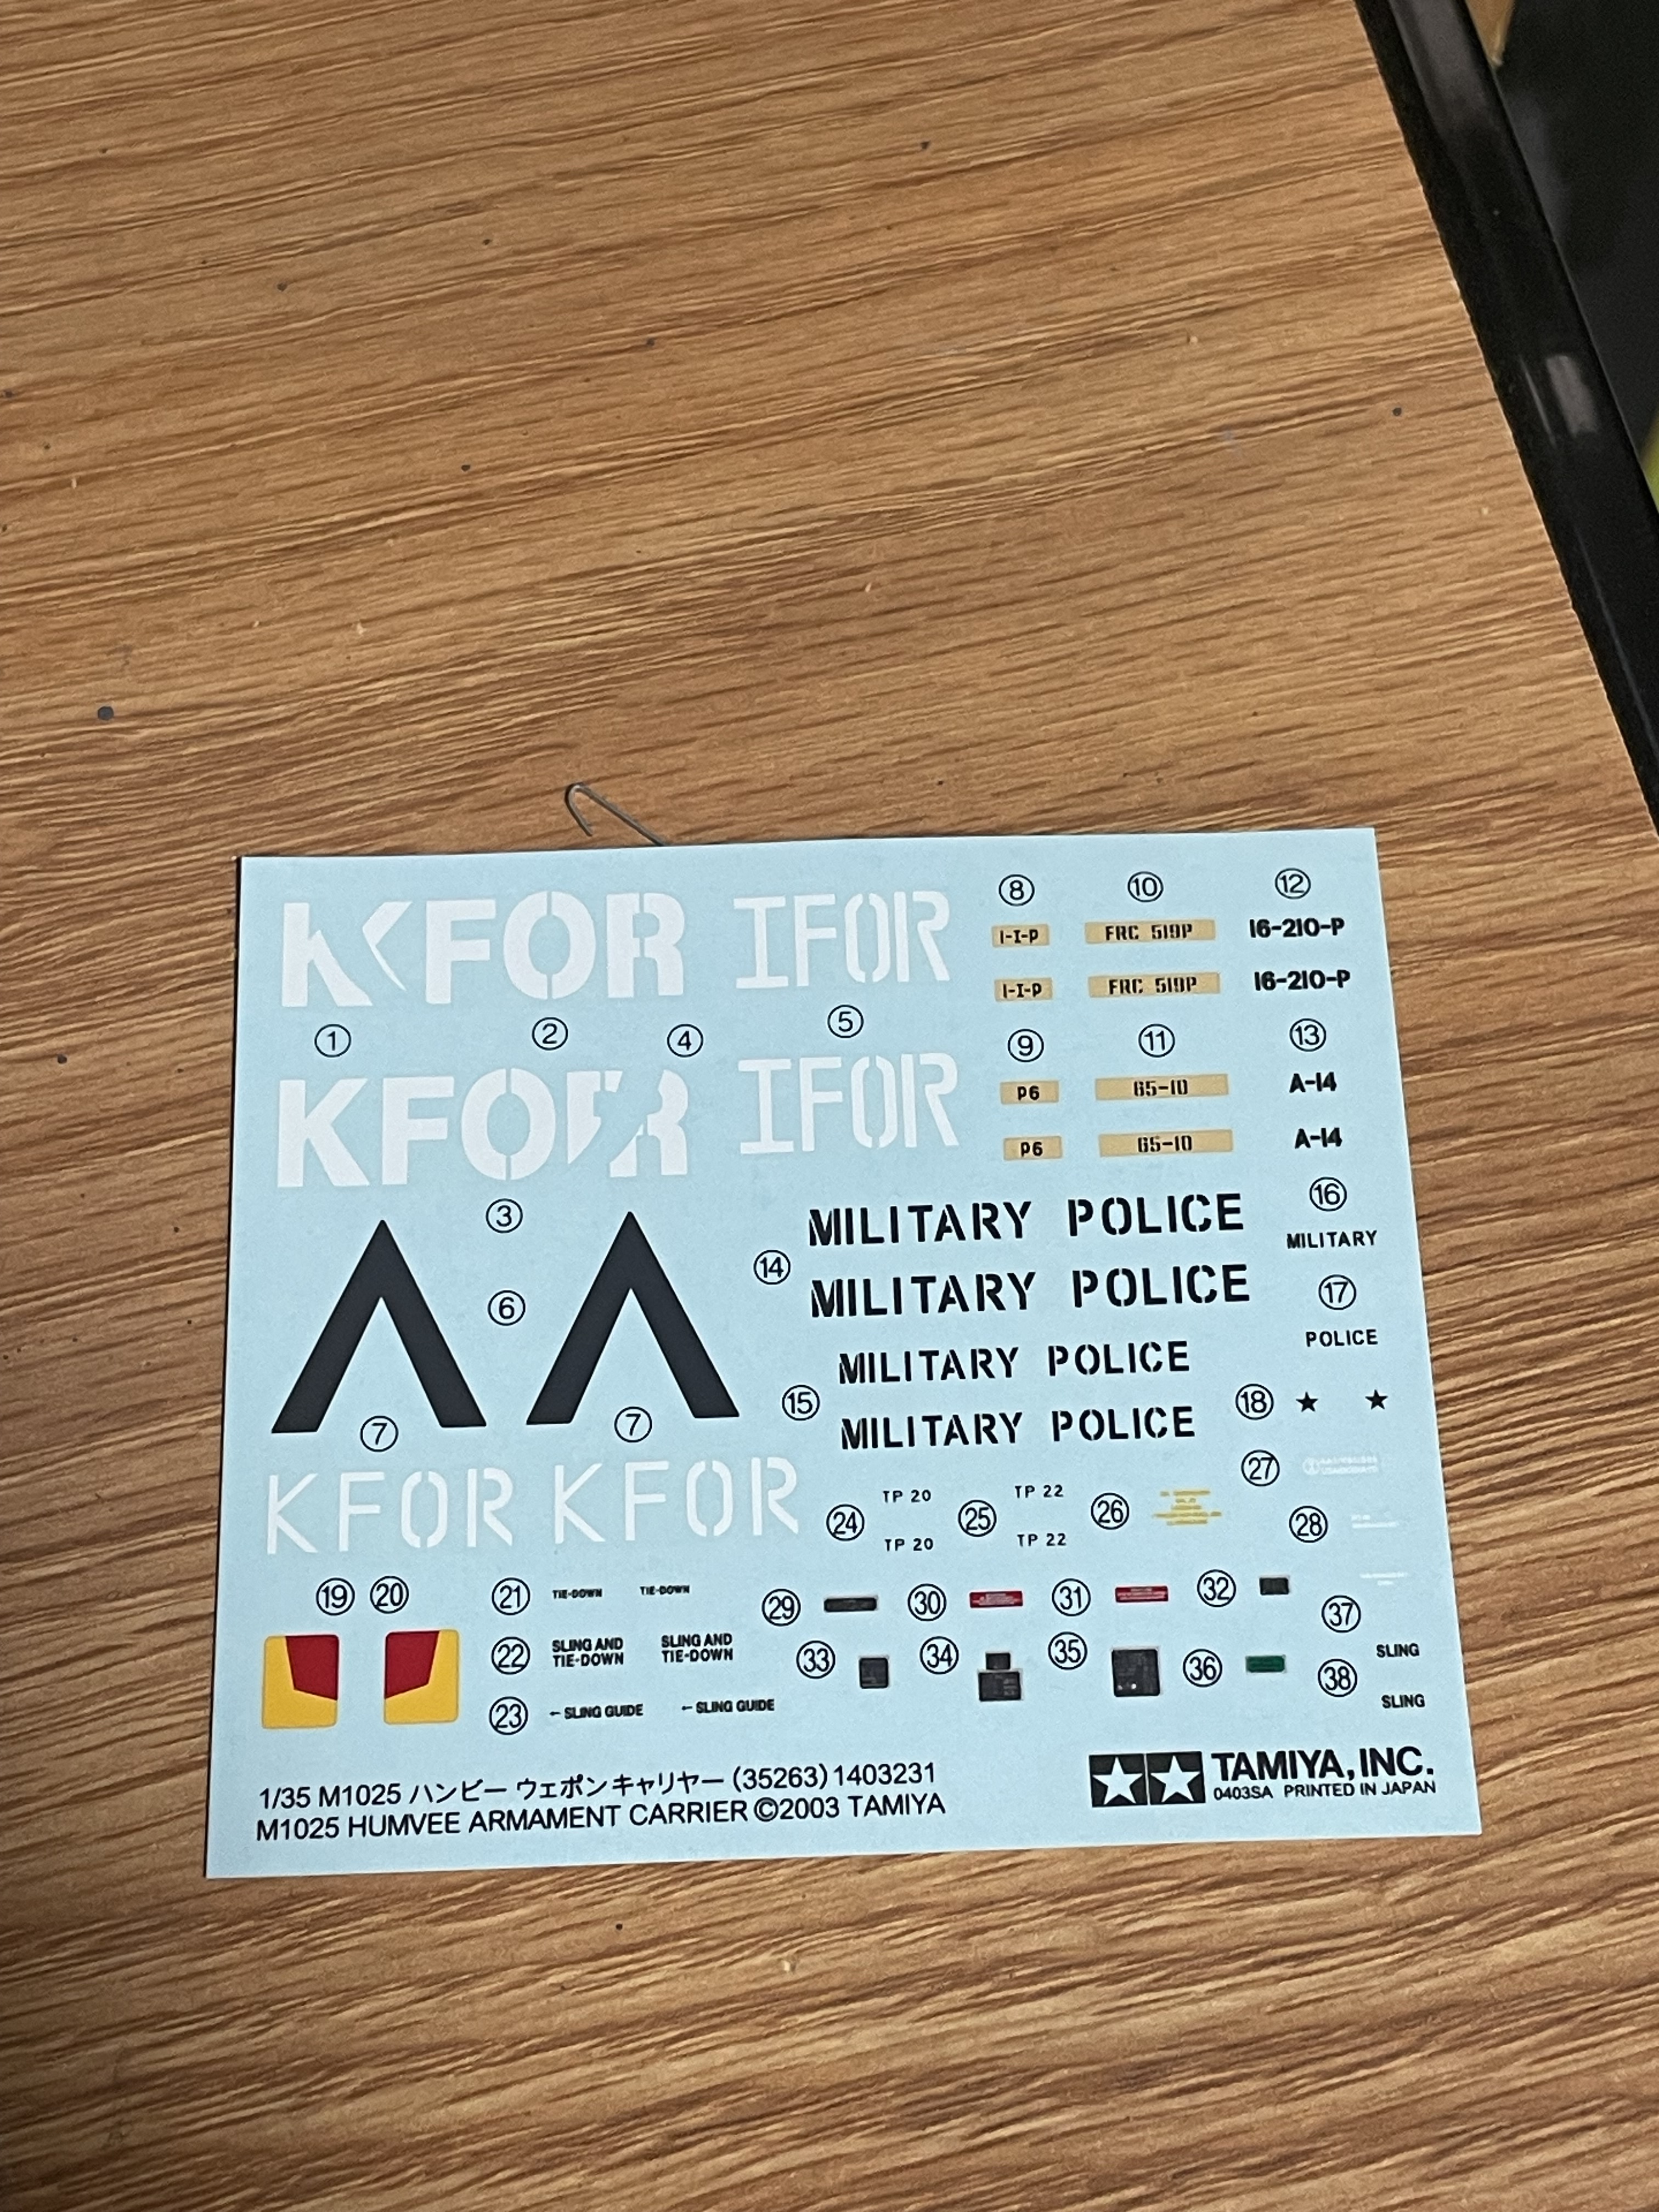 KFOR IFOR ⑧ ⑩ ⑫
I-I-P FRC 519P 16-210-P
I-I-P FRC 519P 16-210-P
① ② ④ ⑤ ⑨ ⑪ ⑬
KFOR IFOR P6 65-10 A-14
P6 65-10 A-14
③ MILITARY POLICE ⑯
⑭ MILITARY
⑥ MILITARY POLICE ⑰
MILITARY POLICE POLICE
⑦ ⑦ ⑮ ⑱
MILITARY POLICE
KFOR KFOR ㉔ TP 20 ㉕ TP 22 ㉖ ㉗
TP 20 TP 22 ㉘
⑲ ⑳ ㉑ TIE-DOWN TIE-DOWN ㉙ ㉚ ㉛ ㉜ ㊲
㉒ SLING AND SLING AND ㉝ ㉞ ㉟ ㊱ SLING
TIE-DOWN TIE-DOWN ㊳
㉓ ←SLING GUIDE ←SLING GUIDE SLING
1/35 M1025 ハンビー ウェポンキャリヤー (35263) 1403231
M1025 HUMVEE ARMAMENT CARRIER ©2003 TAMIYA
TAMIYA, INC.
0403SA PRINTED IN JAPAN